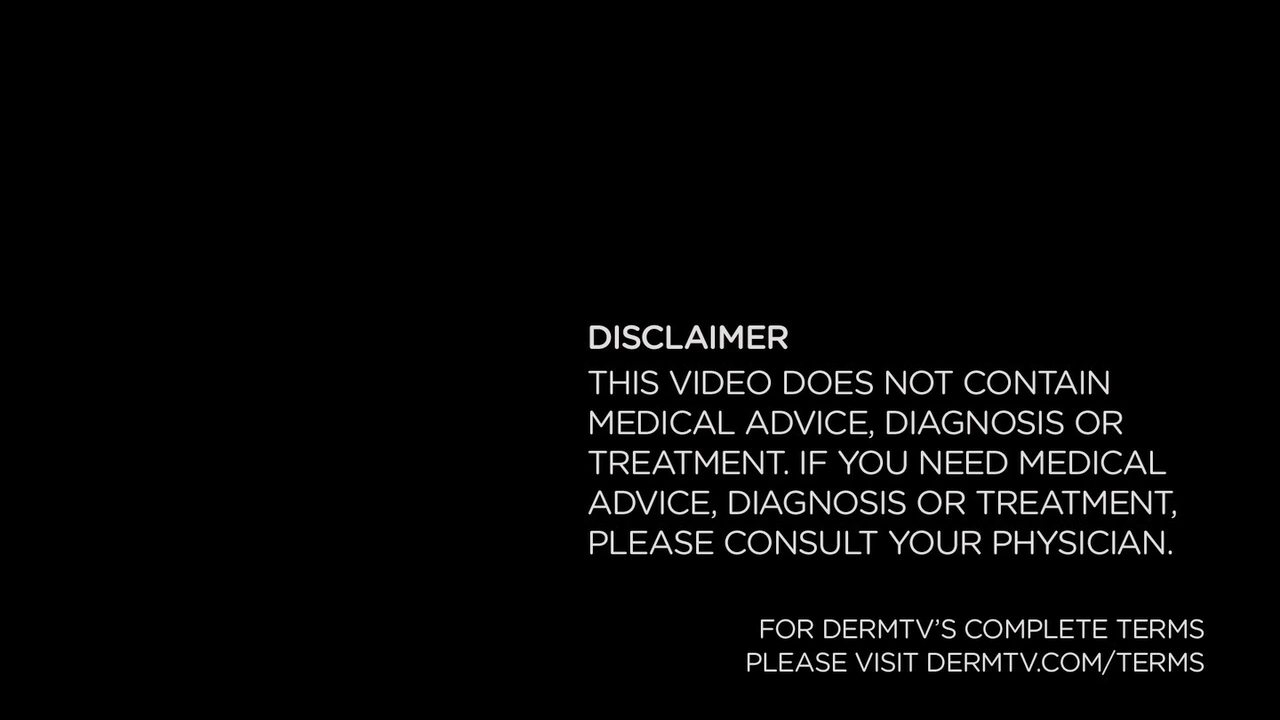 DISCLAIMER
THIS VIDEO DOES NOT CONTAIN
MEDICAL ADVICE, DIAGNOSIS OR
TREATMENT. IF YOU NEED MEDICAL
ADVICE, DIAGNOSIS OR TREATMENT,
PLEASE CONSULT YOUR PHYSICIAN.
FOR DERMTV’S COMPLETE TERMS
PLEASE VISIT DERMTV.COM/TERMS